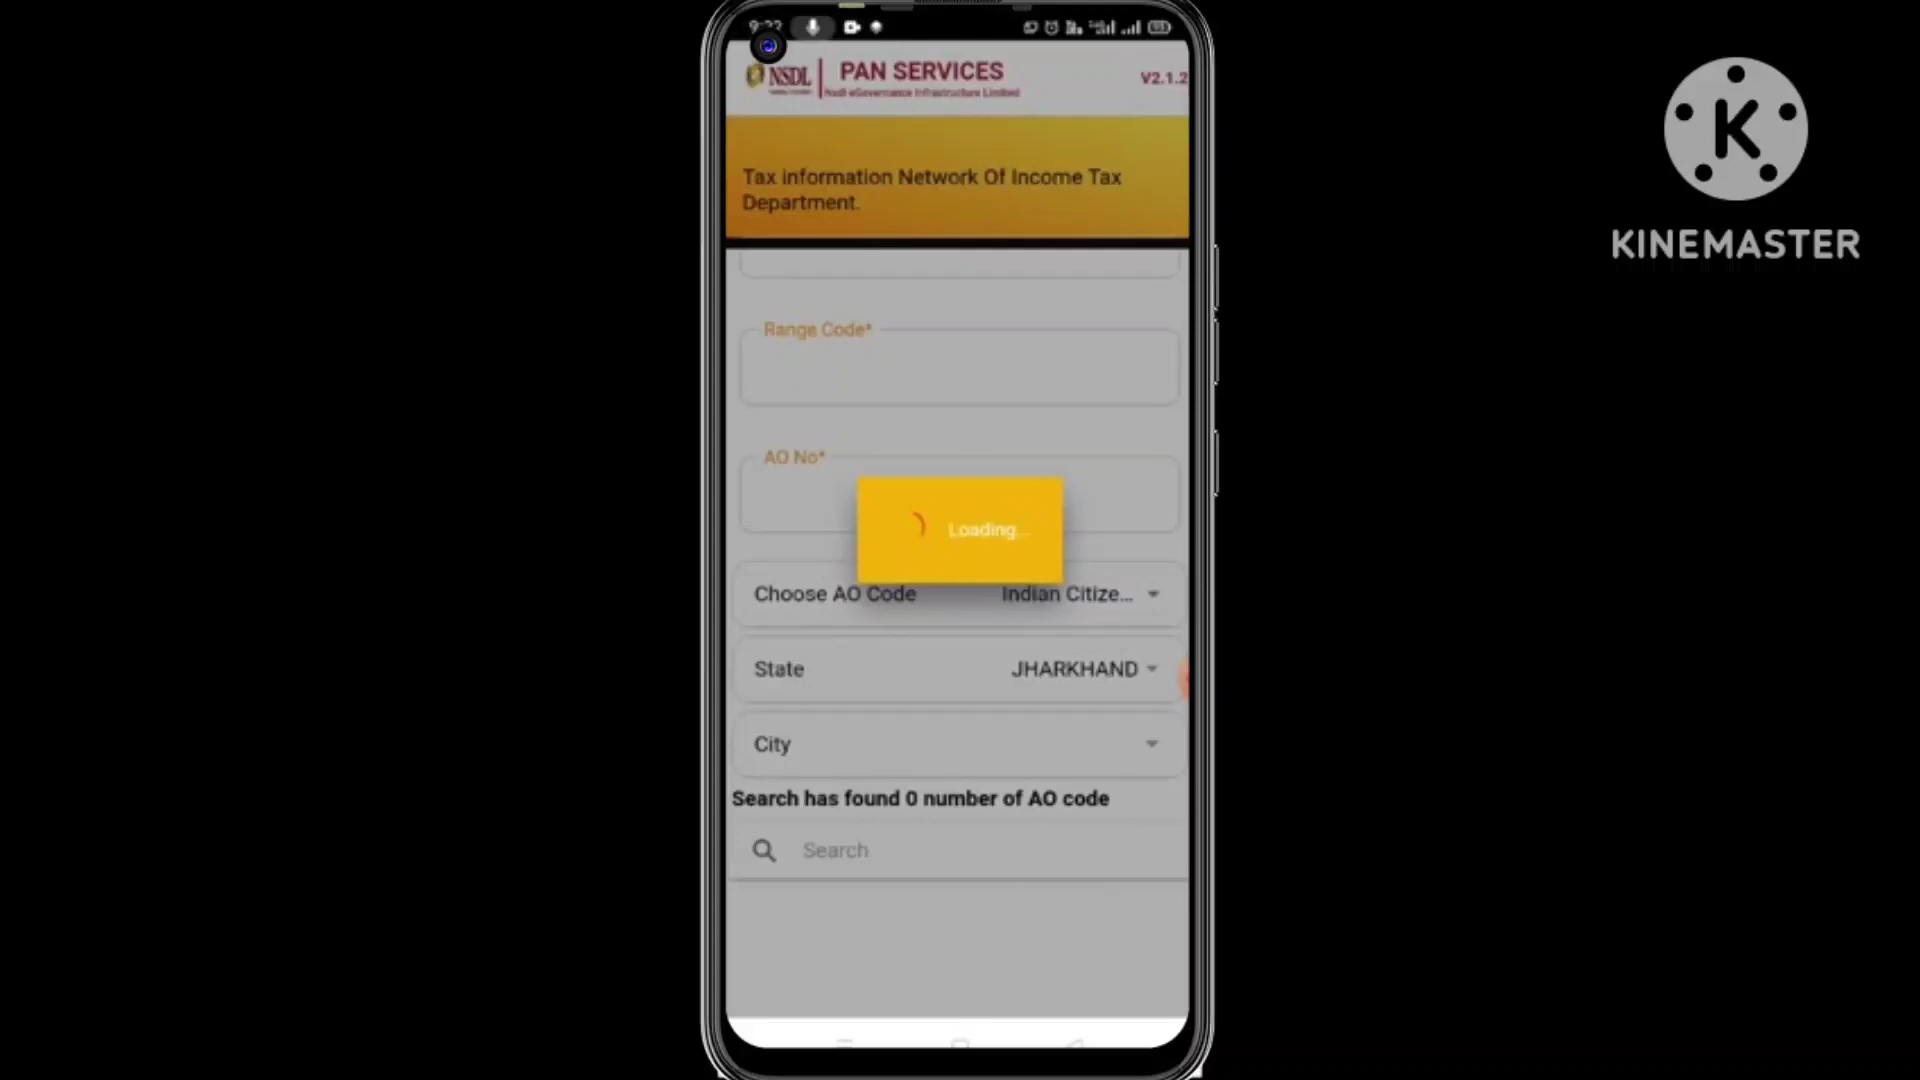 9:22
NSDL
PAN SERVICES
Nsdl eGovernance Infrastructure Limited
V2.1.2
Tax information Network Of Income Tax
Department.
Range Code*
AO No*
Loading...
Choose AO Code
Indian Citize...
State
JHARKHAND
City
Search has found 0 number of AO code
Search
K
KINEMASTER